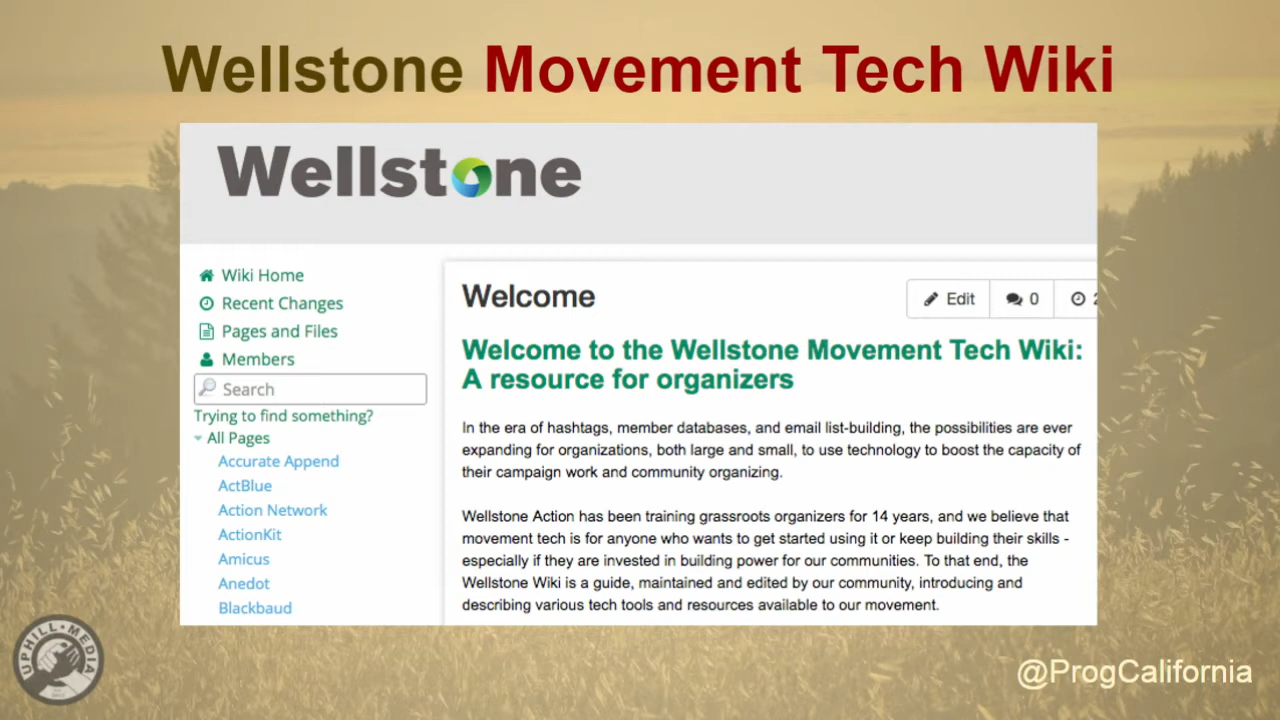 Wellstone Movement Tech Wiki
Wellstone
Wiki Home
Recent Changes
Pages and Files
Members
Search
Trying to find something?
All Pages
Accurate Append
ActBlue
Action Network
ActionKit
Amicus
Anedot
Blackbaud
Welcome
Edit
0
2
Welcome to the Wellstone Movement Tech Wiki:
A resource for organizers
In the era of hashtags, member databases, and email list-building, the possibilities are ever
expanding for organizations, both large and small, to use technology to boost the capacity of
their campaign work and community organizing.
Wellstone Action has been training grassroots organizers for 14 years, and we believe that
movement tech is for anyone who wants to get started using it or keep building their skills -
especially if they are invested in building power for our communities. To that end, the
Wellstone Wiki is a guide, maintained and edited by our community, introducing and
describing various tech tools and resources available to our movement.
UPHILL • MEDIA
@ProgCalifornia